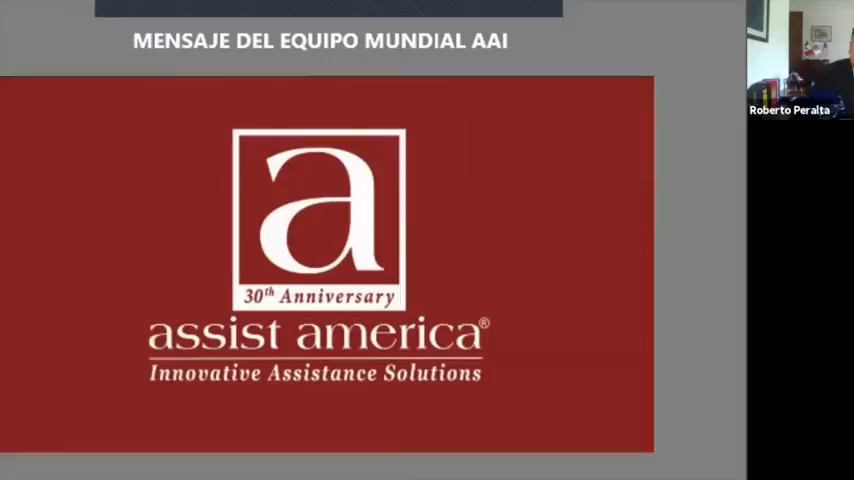 MENSAJE DEL EQUIPO MUNDIAL AAI
Roberto Peralta
a
30th Anniversary
assist america®
Innovative Assistance Solutions